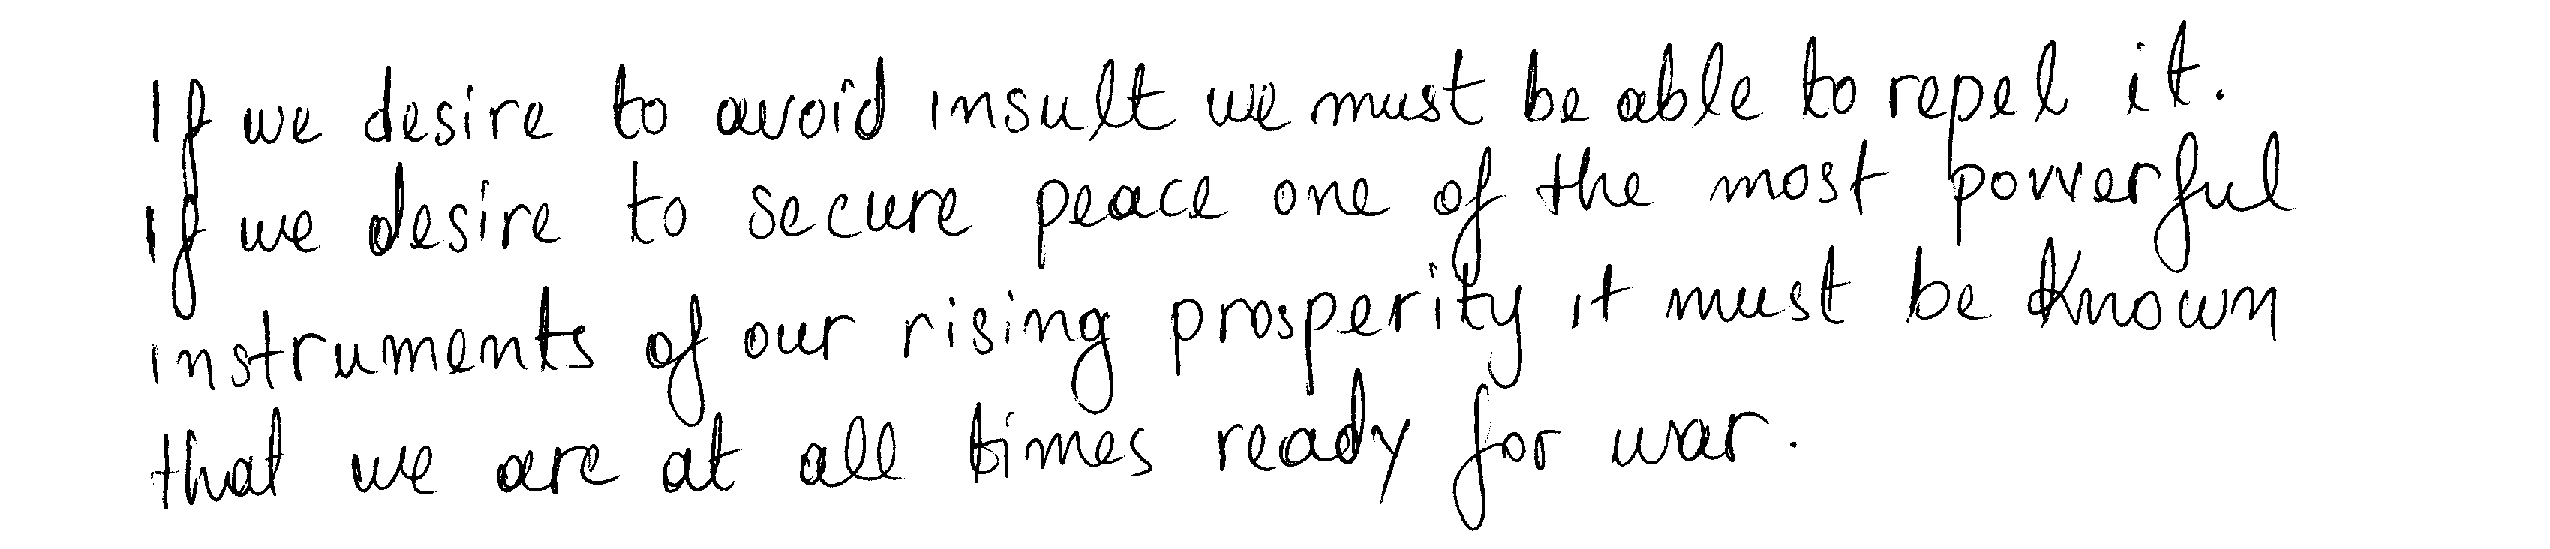 If we desire to avoid insult we must be able to repel it.
If we desire to secure peace one of the most powerful
instruments of our rising prosperity it must be known
that we are at all times ready for war.